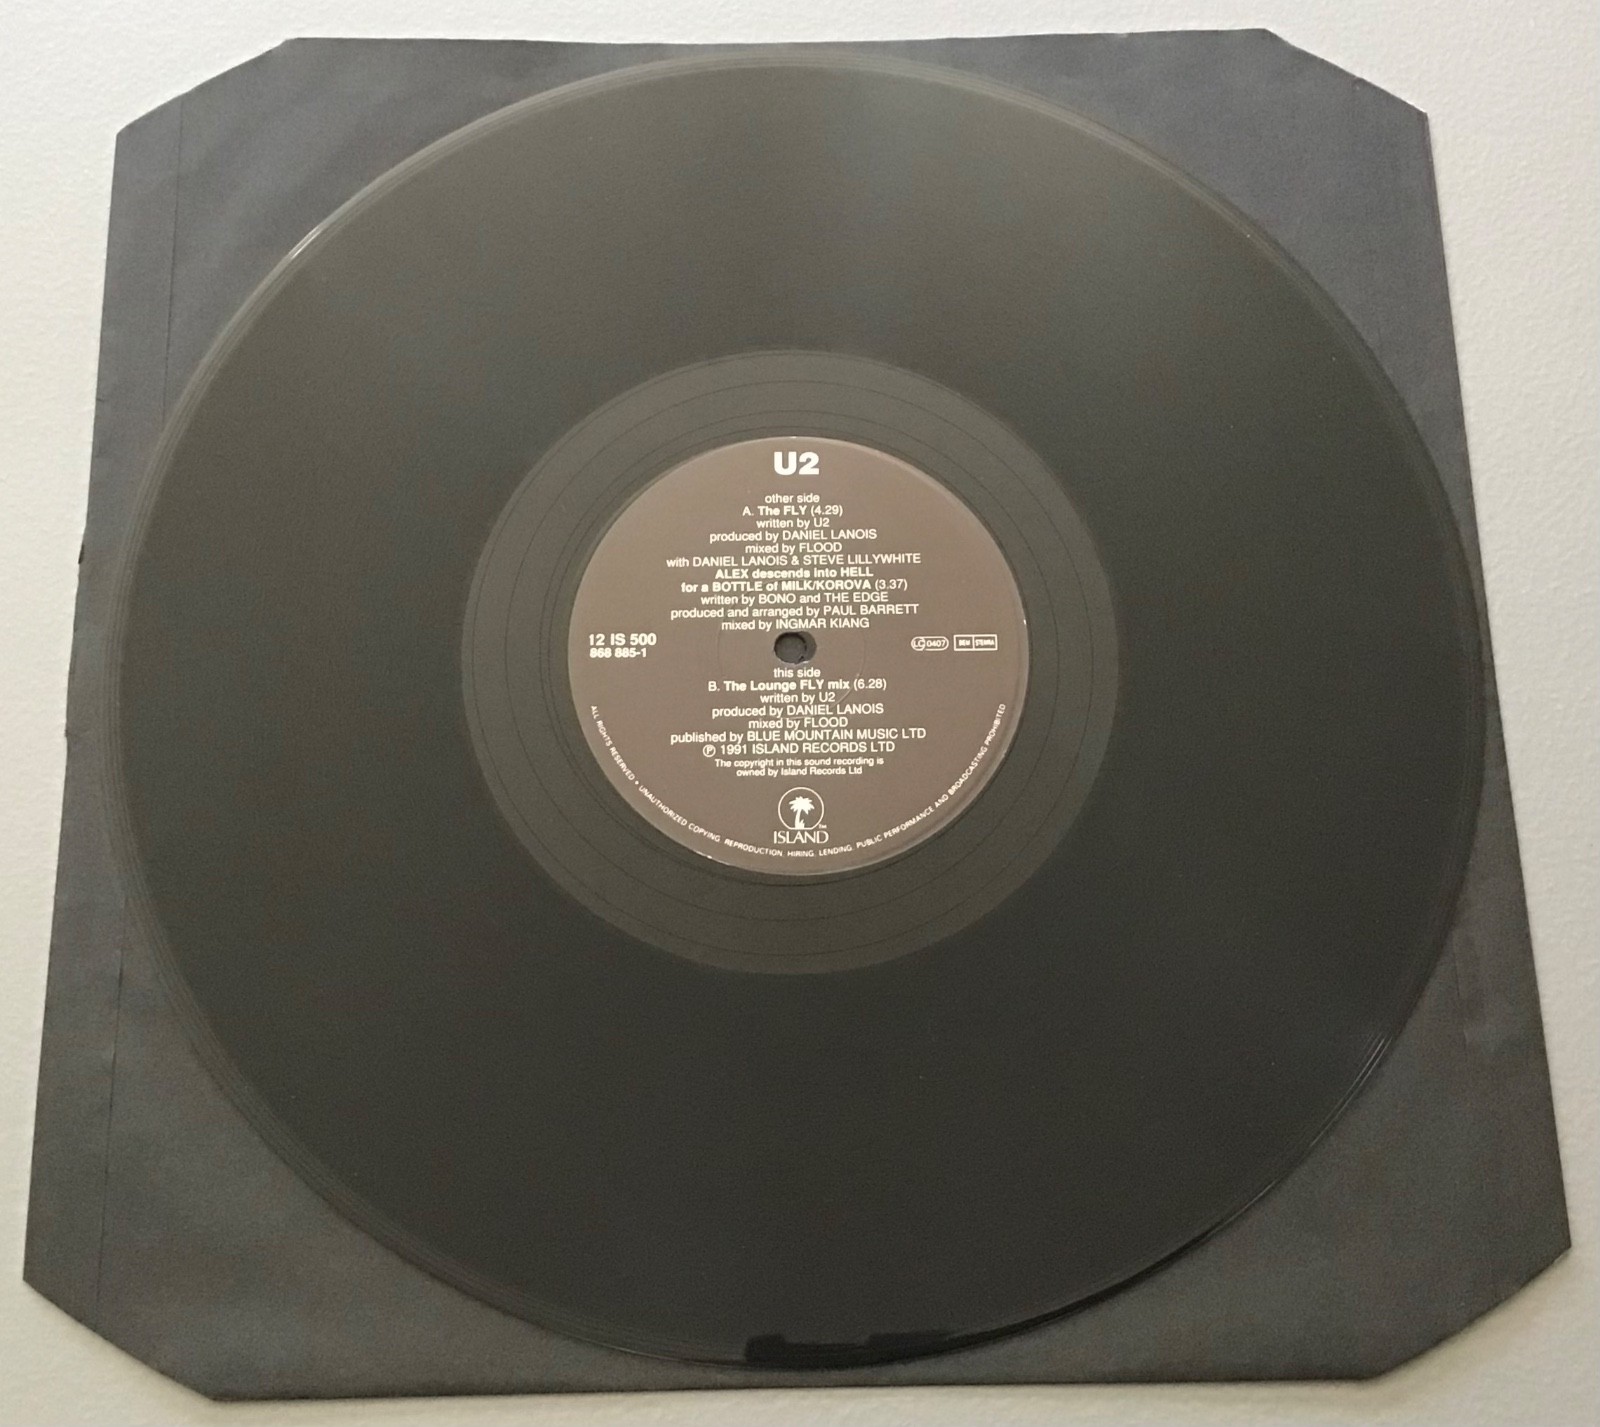 U2
other side
A. The FLY (4.29)
written by U2
produced by DANIEL LANOIS
mixed by FLOOD
with DANIEL LANOIS & STEVE LILLYWHITE
ALEX descends into HELL
for a BOTTLE of MILK/KOROVA (3.37)
written by BONO and THE EDGE
produced and arranged by PAUL BARRETT
mixed by INGMAR KIANG
12 IS 500
868 885-1
LC 0407
BIEM STEMRA
this side
B. The Lounge FLY mix (6.28)
written by U2
produced by DANIEL LANOIS
mixed by FLOOD
published by BLUE MOUNTAIN MUSIC LTD
℗ 1991 ISLAND RECORDS LTD
The copyright in this sound recording is
owned by Island Records Ltd
ISLAND™
ALL RIGHTS RESERVED • UNAUTHORIZED COPYING, REPRODUCTION, HIRING, LENDING, PUBLIC PERFORMANCE AND BROADCASTING PROHIBITED